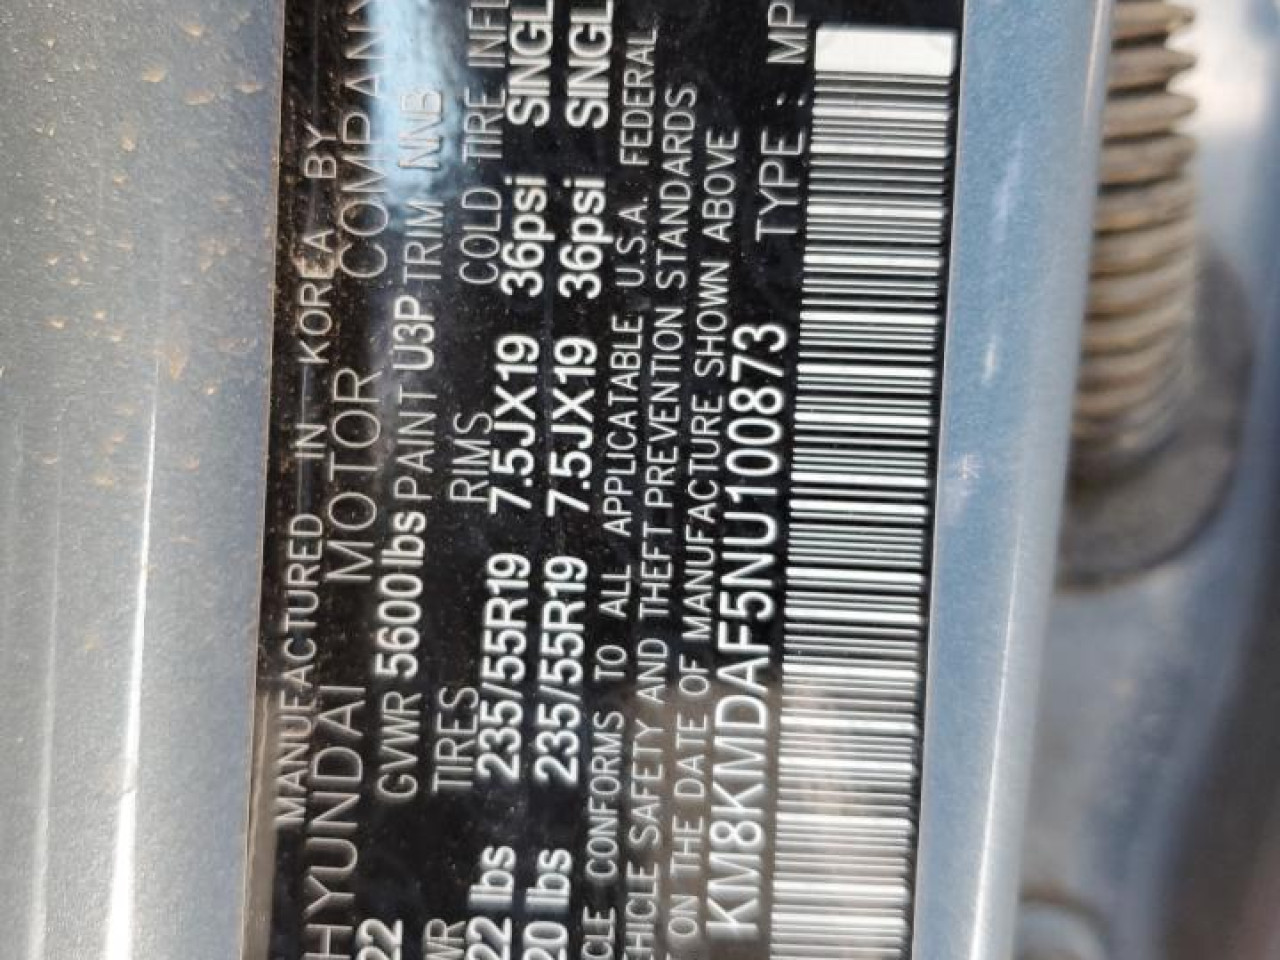 MANUFACTURED IN KOREA BY
HYUNDAI MOTOR COMPANY
22 GVWR 5600lbs PAINT U3P TRIM NNB
WR TIRES RIMS COLD TIRE INFL
22 lbs 235/55R19 7.5JX19 36psi SINGL
20 lbs 235/55R19 7.5JX19 36psi SINGL
CLE CONFORMS TO ALL APPLICATABLE U.S.A. FEDERAL
EHICLE SAFETY AND THEFT PREVENTION STANDARDS
T ON THE DATE OF MANUFACTURE SHOWN ABOVE
KM8KMDAF5NU100873 TYPE : MP